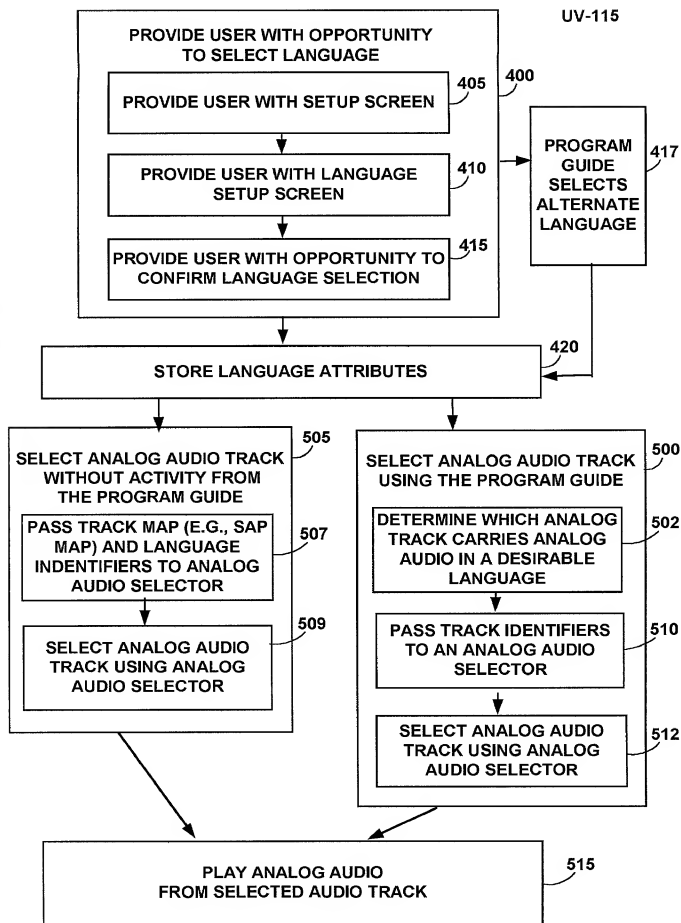 UV-115
PROVIDE USER WITH OPPORTUNITY
TO SELECT LANGUAGE
400
405
PROVIDE USER WITH SETUP SCREEN
410
PROVIDE USER WITH LANGUAGE
SETUP SCREEN
415
PROVIDE USER WITH OPPORTUNITY TO
CONFIRM LANGUAGE SELECTION
417
PROGRAM
GUIDE
SELECTS
ALTERNATE
LANGUAGE
420
STORE LANGUAGE ATTRIBUTES
505
SELECT ANALOG AUDIO TRACK
WITHOUT ACTIVITY FROM
THE PROGRAM GUIDE
PASS TRACK MAP (E.G., SAP
MAP) AND LANGUAGE
INDENTIFIERS TO ANALOG
AUDIO SELECTOR
507
509
SELECT ANALOG AUDIO
TRACK USING ANALOG
AUDIO SELECTOR
SELECT ANALOG AUDIO TRACK
USING THE PROGRAM GUIDE
500
DETERMINE WHICH ANALOG
TRACK CARRIES ANALOG
AUDIO IN A DESIRABLE
LANGUAGE
502
PASS TRACK IDENTIFIERS
TO AN ANALOG AUDIO
SELECTOR
510
SELECT ANALOG AUDIO
TRACK USING ANALOG
AUDIO SELECTOR
512
PLAY ANALOG AUDIO
FROM SELECTED AUDIO TRACK
515